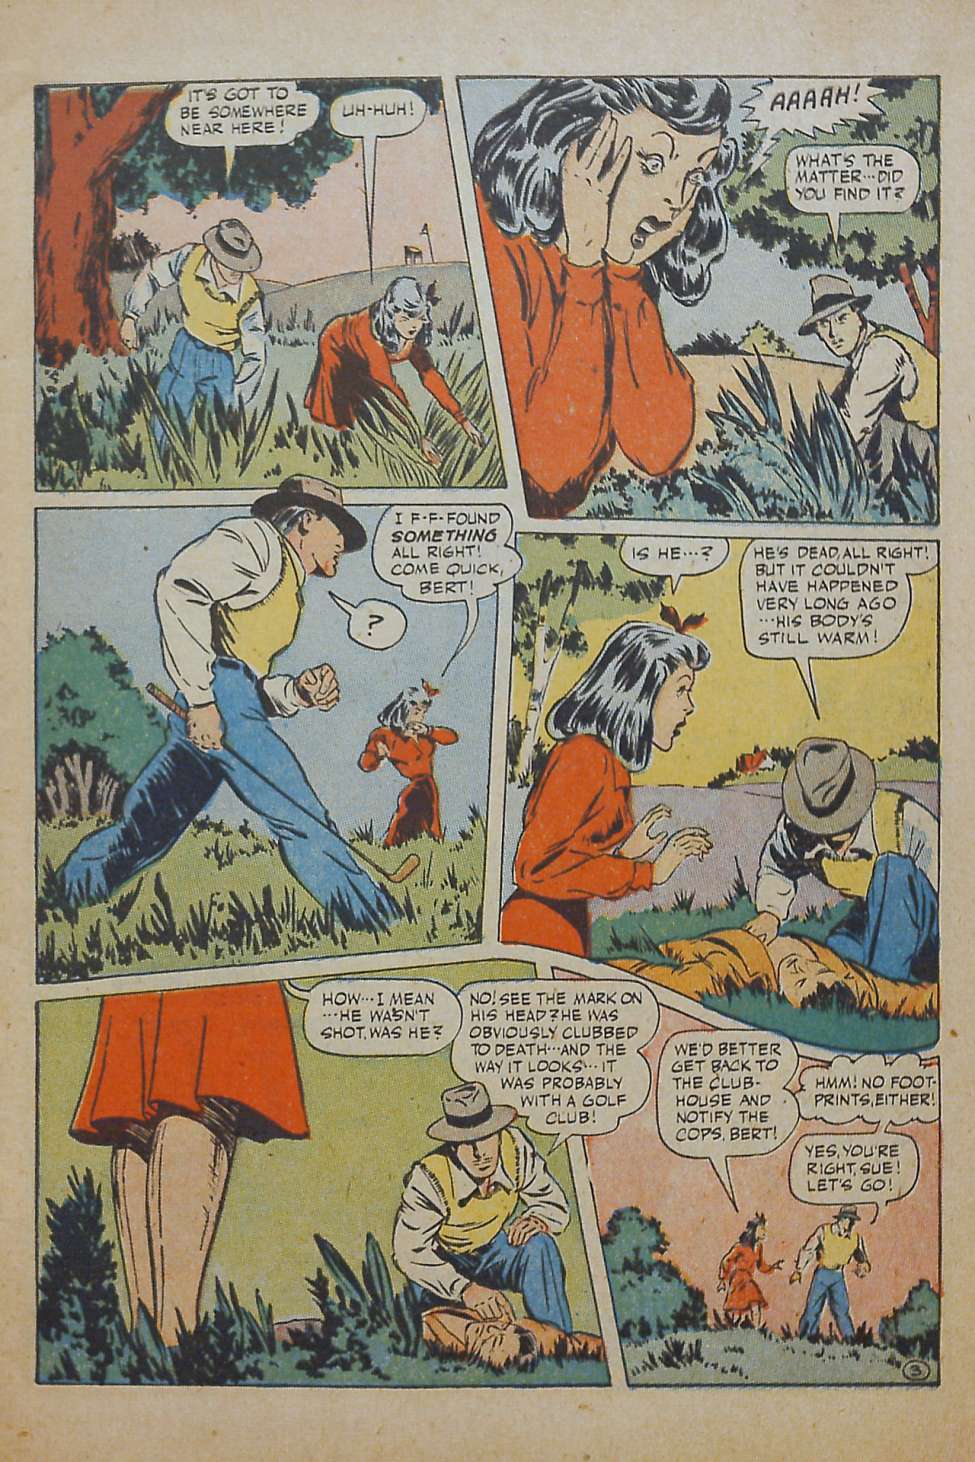 IT'S GOT TO
BE SOMEWHERE
NEAR HERE!
UH-HUH!
AAAAH!
WHAT'S THE
MATTER---DID
YOU FIND IT?
I F-F-FOUND
SOMETHING
ALL RIGHT!
COME QUICK,
BERT!
?
IS HE---?
HE'S DEAD, ALL RIGHT!
BUT IT COULDN'T
HAVE HAPPENED
VERY LONG AGO
---HIS BODY'S
STILL WARM!
HOW---I MEAN
---HE WASN'T
SHOT, WAS HE?
NO! SEE THE MARK ON
HIS HEAD? HE WAS
OBVIOUSLY CLUBBED
TO DEATH---AND THE
WAY IT LOOKS---IT
WAS PROBABLY
WITH A GOLF
CLUB!
WE'D BETTER
GET BACK TO
THE CLUB-
HOUSE AND
NOTIFY THE
COPS, BERT!
HMM! NO FOOT-
PRINTS, EITHER!
YES, YOU'RE
RIGHT, SUE!
LET'S GO!
3